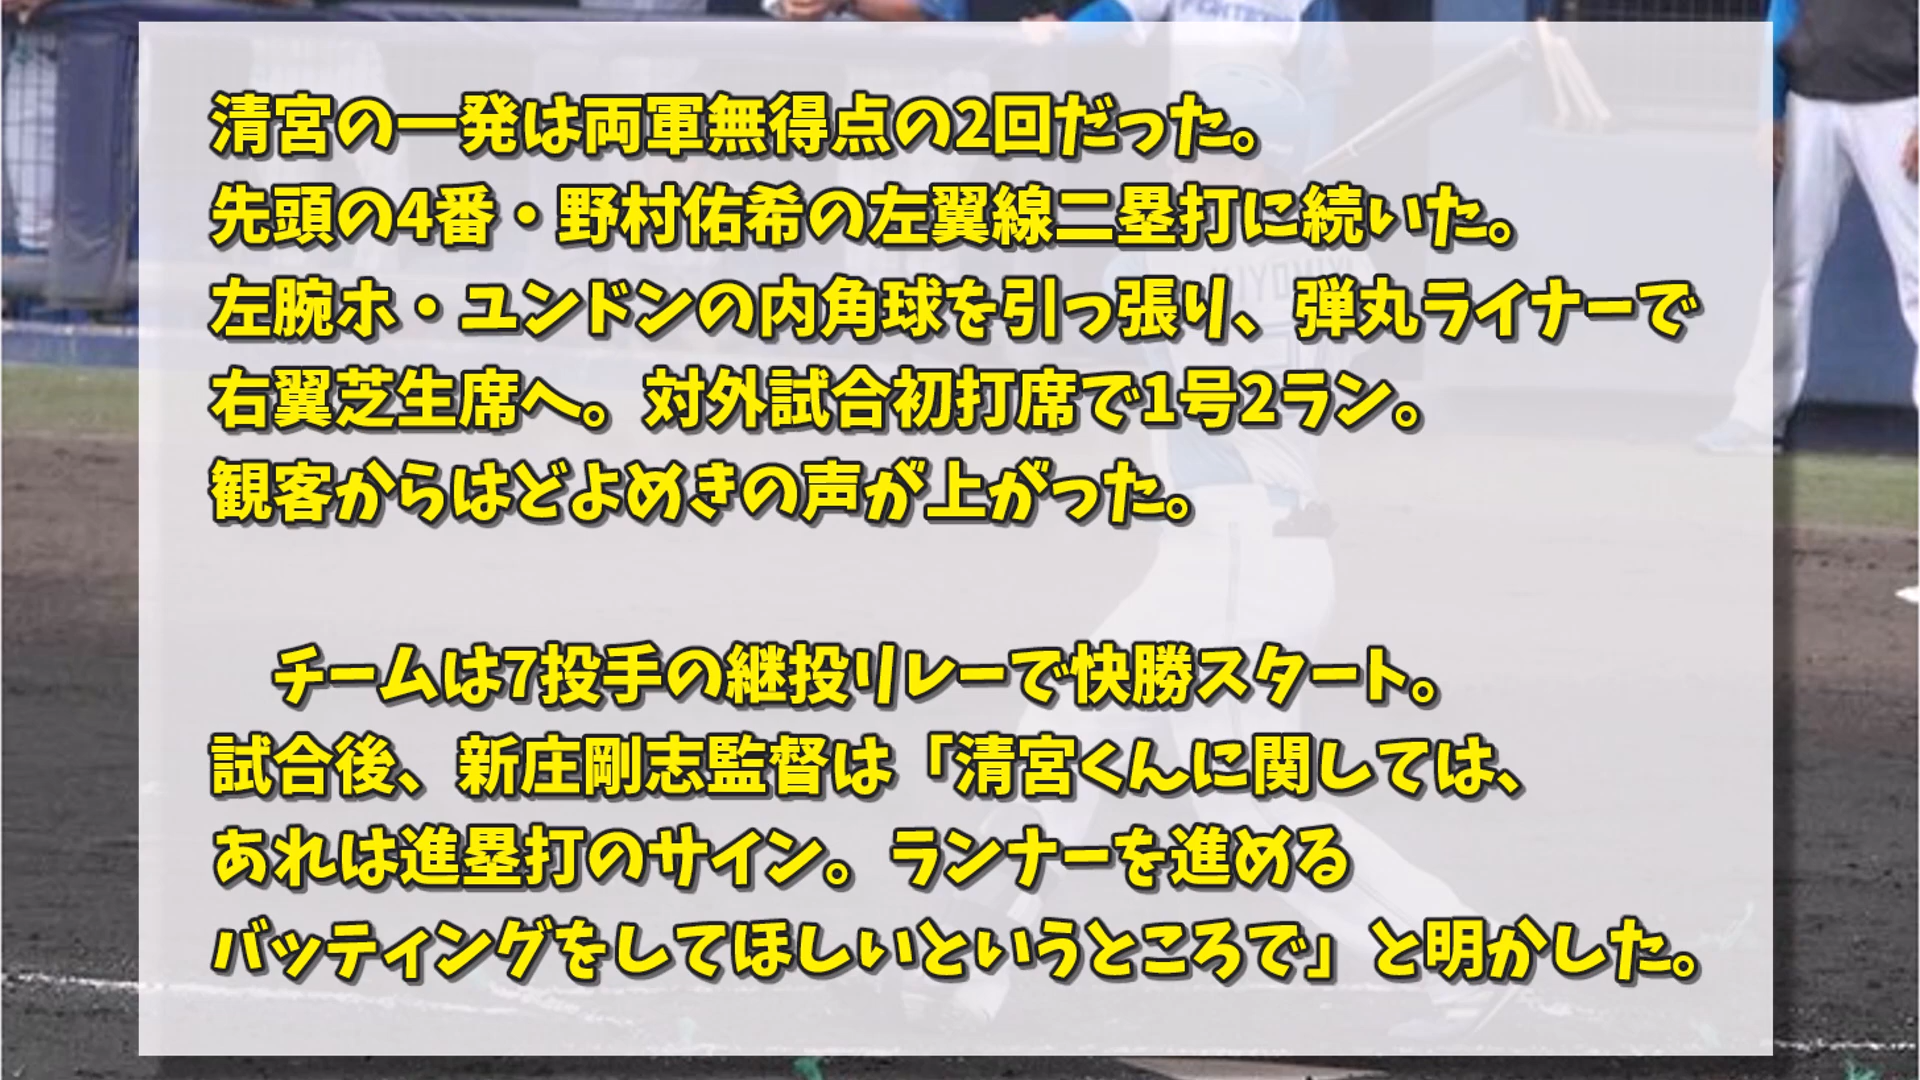 清宮の一発は両軍無得点の2回だった。
先頭の4番・野村佑希の左翼線二塁打に続いた。
左腕ホ・ユンドンの内角球を引っ張り、弾丸ライナーで
右翼芝生席へ。対外試合初打席で1号2ラン。
観客からはどよめきの声が上がった。
チームは7投手の継投リレーで快勝スタート。
試合後、新庄剛志監督は「清宮くんに関しては、
あれは進塁打のサイン。ランナーを進める
バッティングをしてほしいというところで」と明かした。